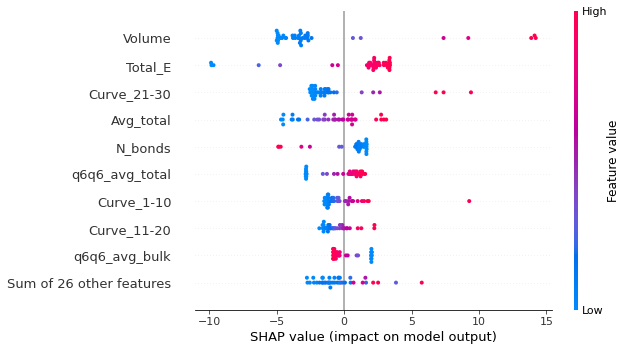 High
Volume
Total_E
Curve_21-30
Avg_total
N_bonds
q6q6_avg_total
Curve_1-10
Curve_11-20
q6q6_avg_bulk
Sum of 26 other features
Feature value
Low
−10 −5 0 5 10 15
SHAP value (impact on model output)